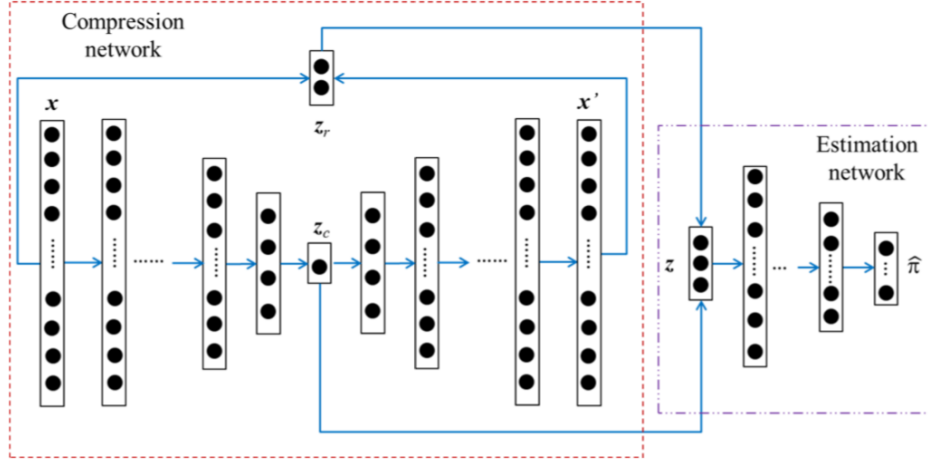 Compression
network
x
z_r
x'
z_c
Estimation
network
z
π̂